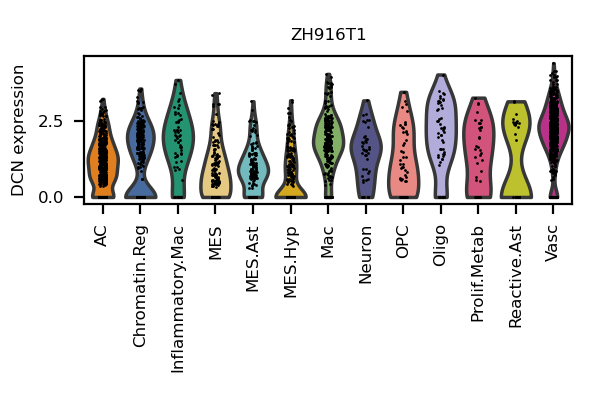 ZH916T1
DCN expression
2.5
0.0
AC
Chromatin.Reg
Inflammatory.Mac
MES
MES.Ast
MES.Hyp
Mac
Neuron
OPC
Oligo
Prolif.Metab
Reactive.Ast
Vasc